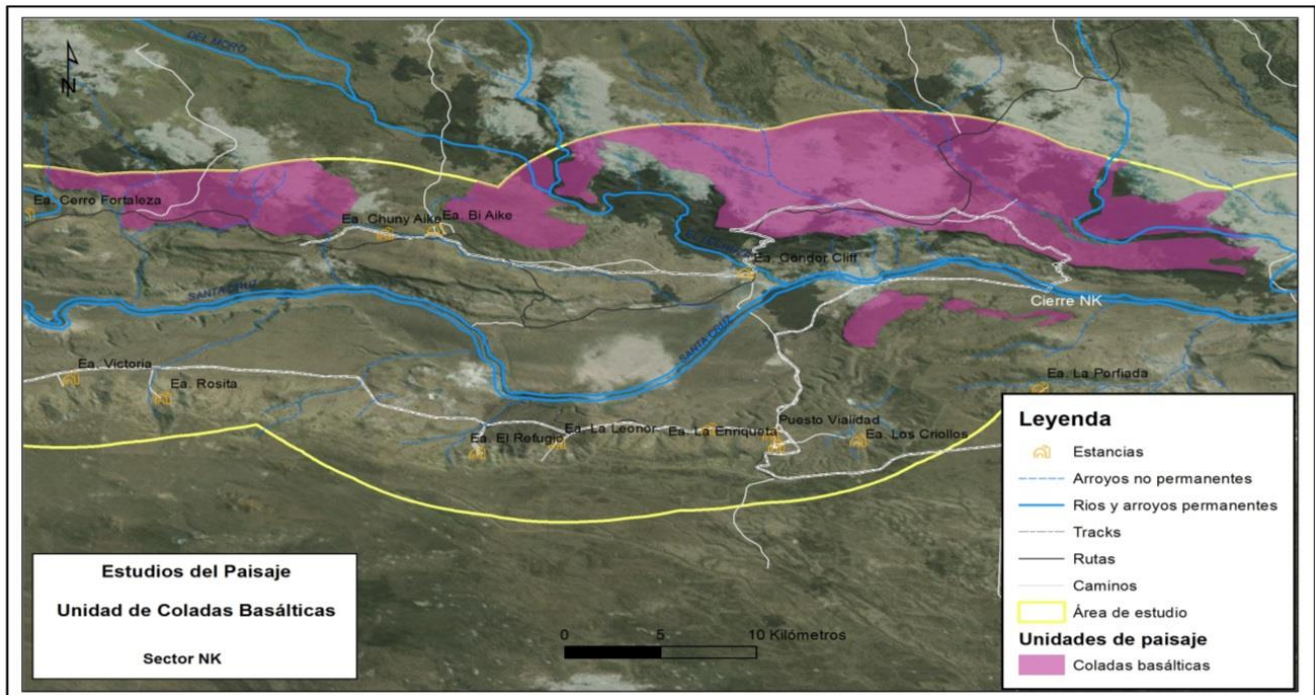 DEL MORO
N
Ea. Cerro Fortaleza
Ea. Chuny Aike
Ea. Bi Aike
Ea. Condor Cliff
SANTA CRUZ
Cierre NK
SANTA CRUZ
Ea. Victoria
Ea. Rosita
Ea. La Porfiada
Ea. El Refugio
Ea. La Leonor
Ea. La Enriqueta
Puesto Vialidad
Ea. Los Criollos
Leyenda
Estancias
Arroyos no permanentes
Rios y arroyos permanentes
Tracks
Rutas
Caminos
Área de estudio
Unidades de paisaje
Coladas basálticas
Estudios del Paisaje
Unidad de Coladas Basálticas
Sector NK
0 5 10 Kilómetros